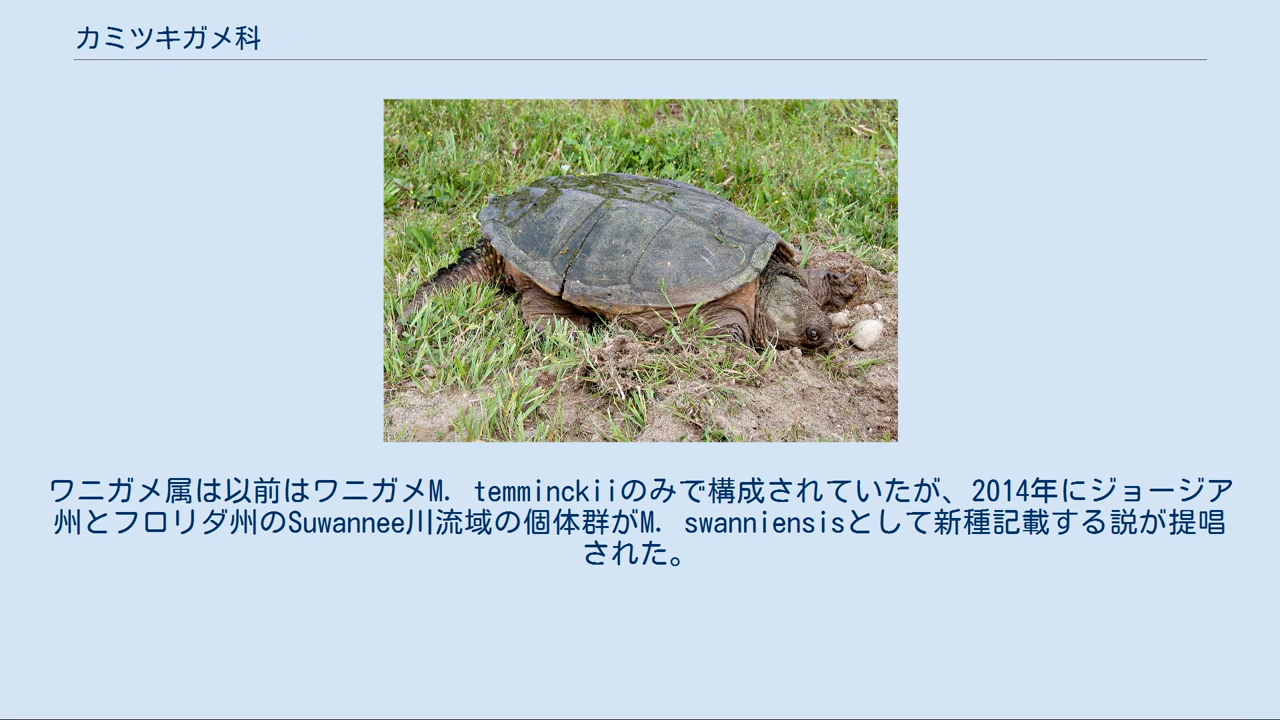 カミツキガメ科
ワニガメ属は以前はワニガメM. temminckiiのみで構成されていたが、2014年にジョージア
州とフロリダ州のSuwannee川流域の個体群がM. swanniensisとして新種記載する説が提唱
された。